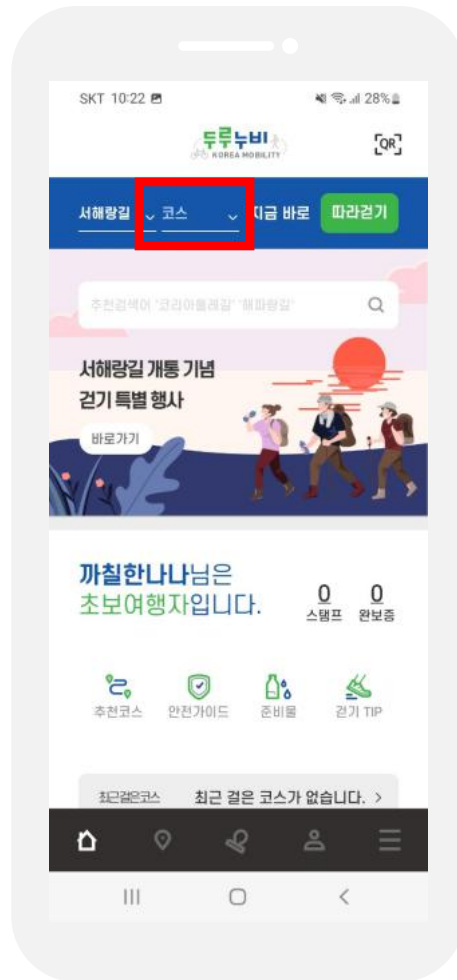 SKT 10:22 28%
두루누비
KOREA MOBILITY
QR
서해랑길 코스 지금 바로 따라걷기
추천검색어 '코리아둘레길' '해파랑길'
서해랑길 개통 기념
걷기 특별 행사
바로가기
까칠한나나님은
초보여행자입니다.
0 0
스탬프 완보증
추천코스 안전가이드 준비물 걷기 TIP
최근걸은코스 최근 걸은 코스가 없습니다. >